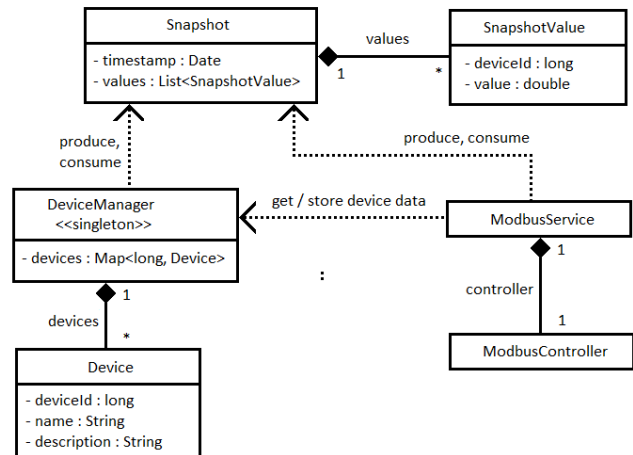 Snapshot
- timestamp : Date
- values : List<SnapshotValue>
values
1
*
SnapshotValue
- deviceId : long
- value : double
produce,
consume
produce, consume
DeviceManager
<<singleton>>
- devices : Map<long, Device>
get / store device data
ModbusService
:
1
devices
*
1
controller
1
ModbusController
Device
- deviceId : long
- name : String
- description : String